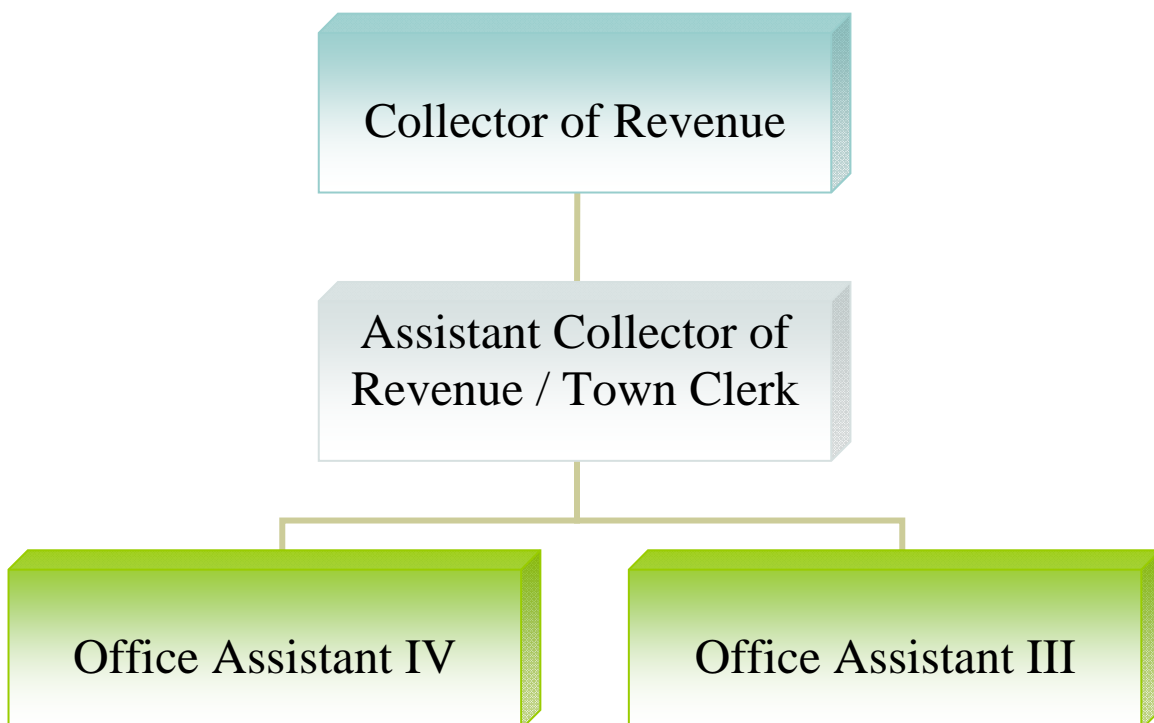 Collector of Revenue
Assistant Collector of
Revenue / Town Clerk
Office Assistant IV
Office Assistant III